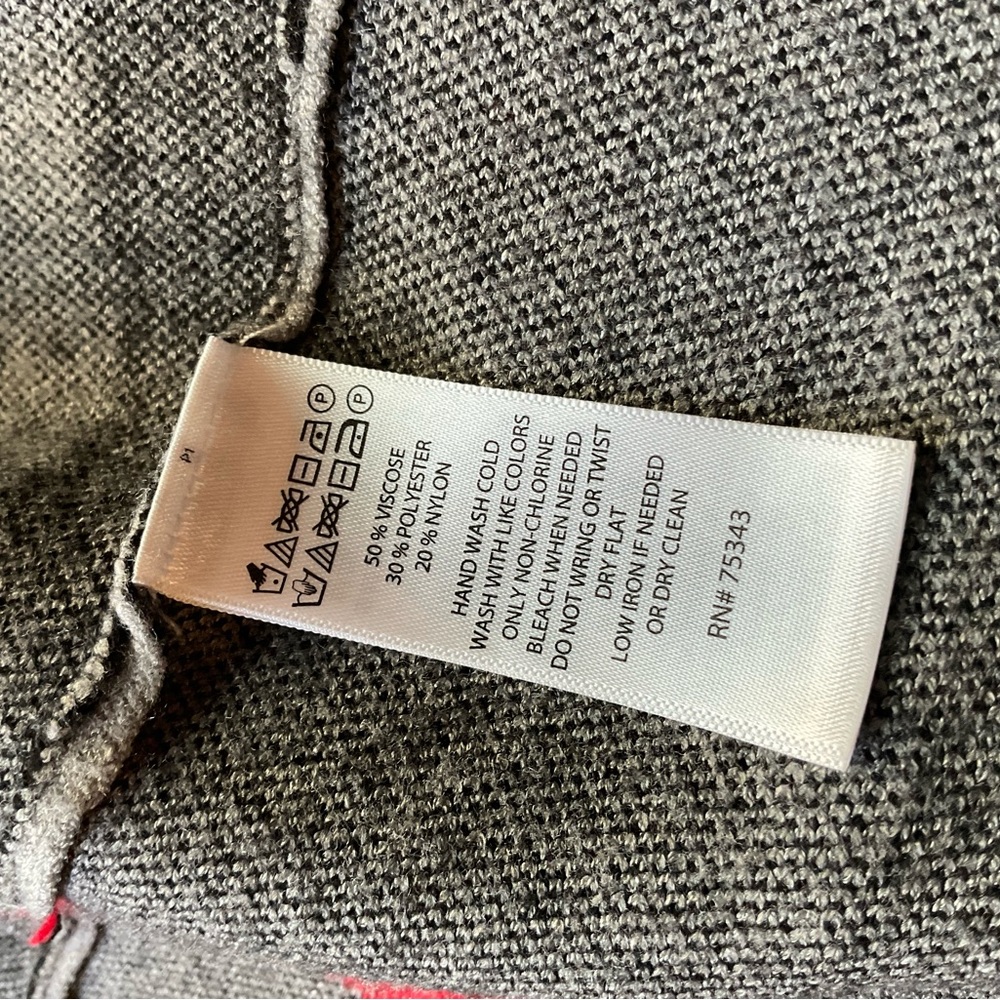 P1
P
P
50 % VISCOSE
30 % POLYESTER
20 % NYLON
HAND WASH COLD
WASH WITH LIKE COLORS
ONLY NON-CHLORINE
BLEACH WHEN NEEDED
DO NOT WRING OR TWIST
DRY FLAT
LOW IRON IF NEEDED
OR DRY CLEAN
RN# 75343